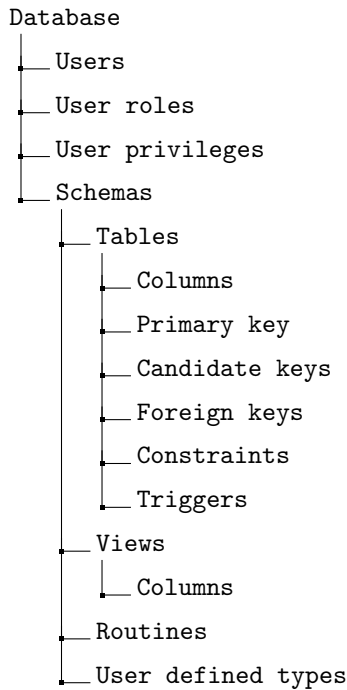 Database
Users
User roles
User privileges
Schemas
Tables
Columns
Primary key
Candidate keys
Foreign keys
Constraints
Triggers
Views
Columns
Routines
User defined types